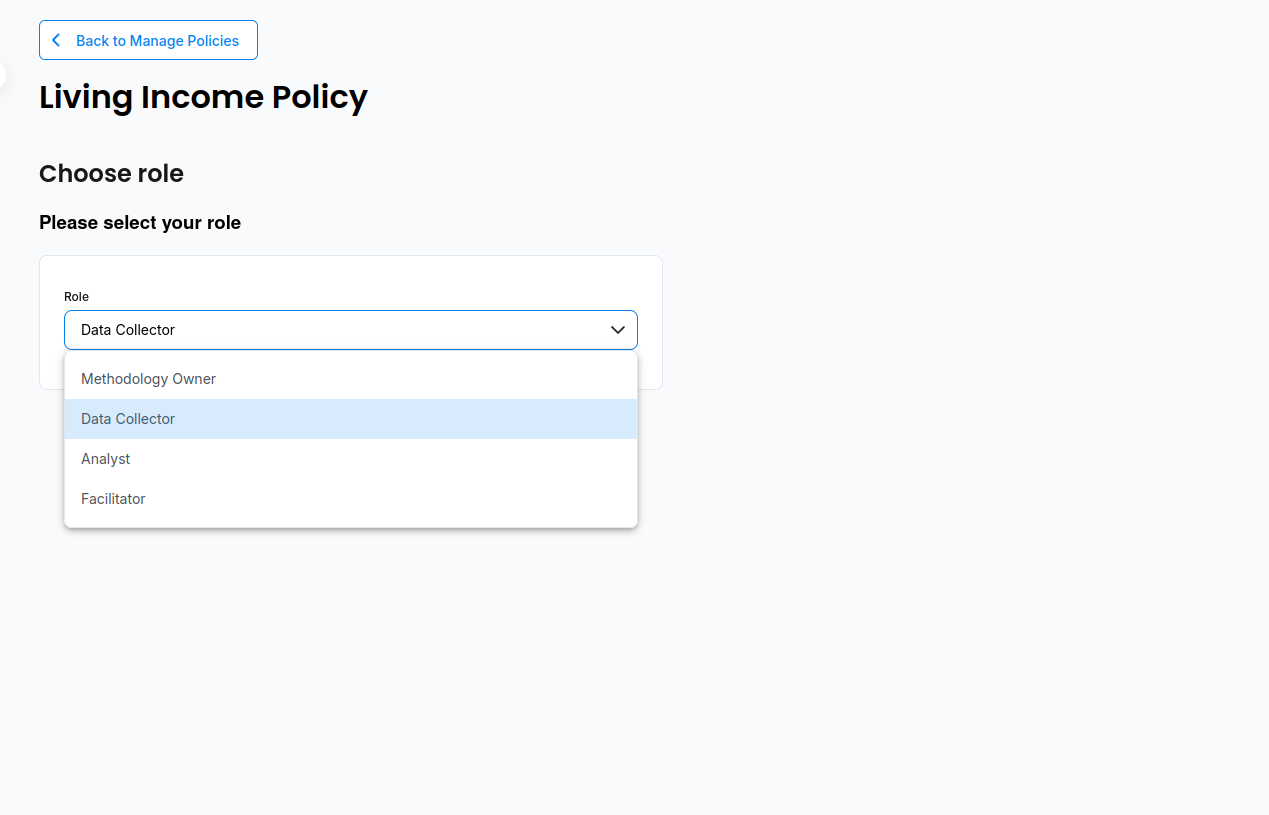 Back to Manage Policies
Living Income Policy
Choose role
Please select your role
Role
Data Collector
Methodology Owner
Data Collector
Analyst
Facilitator